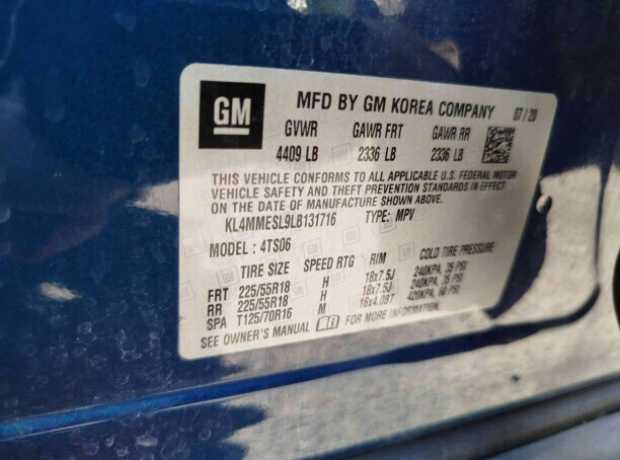 GM
MFD BY GM KOREA COMPANY 07/20
GVWR GAWR FRT GAWR RR
4409 LB 2336 LB 2336 LB
THIS VEHICLE CONFORMS TO ALL APPLICABLE U.S. FEDERAL MOTOR
VEHICLE SAFETY AND THEFT PREVENTION STANDARDS IN EFFECT
ON THE DATE OF MANUFACTURE SHOWN ABOVE.
KL4MMESL9LB131716 TYPE: MPV
MODEL : 4TS06
TIRE SIZE SPEED RTG RIM COLD TIRE PRESSURE
FRT 225/55R18 H 18x7.5J 240KPA, 35 PSI
RR 225/55R18 H 18x7.5J 240KPA, 35 PSI
SPA T125/70R16 M 16x4.0BT 420KPA, 60 PSI
SEE OWNER'S MANUAL FOR MORE INFORMATION.